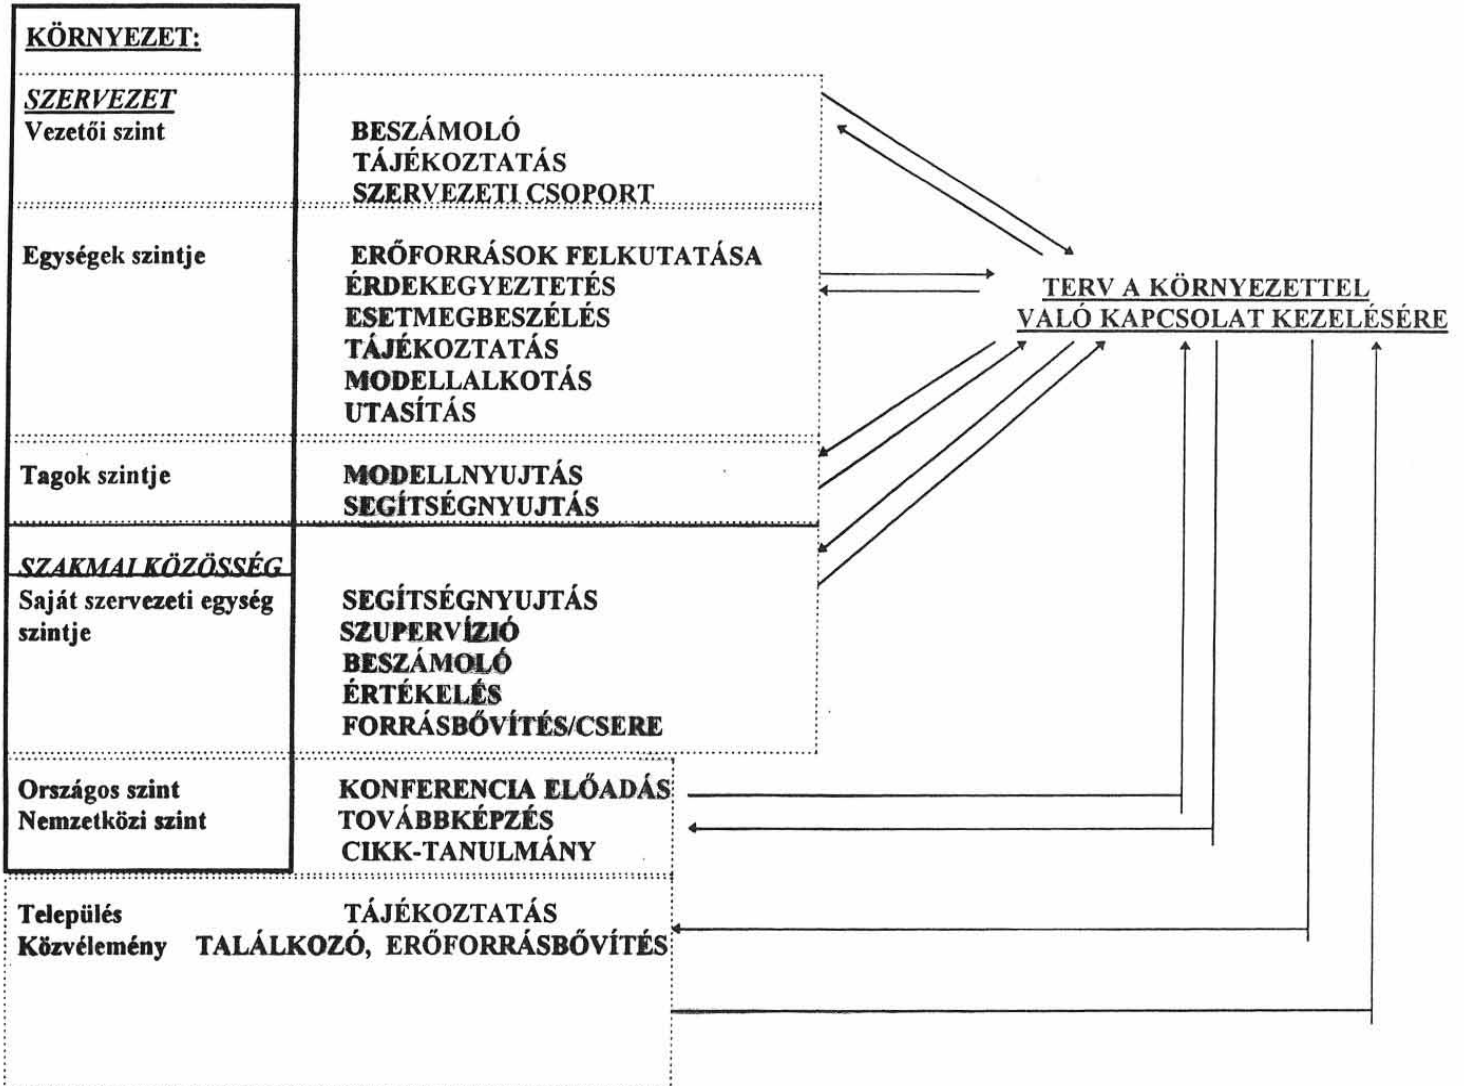 KÖRNYEZET:
SZERVEZET
Vezetői szint BESZÁMOLÓ
TÁJÉKOZTATÁS
SZERVEZETI CSOPORT
Egységek szintje ERŐFORRÁSOK FELKUTATÁSA
ÉRDEKEGYEZTETÉS
ESETMEGBESZÉLÉS
TÁJÉKOZTATÁS
MODELLALKOTÁS
UTASÍTÁS
TERV A KÖRNYEZETTEL
VALÓ KAPCSOLAT KEZELÉSÉRE
Tagok szintje MODELLNYUJTÁS
SEGÍTSÉGNYUJTÁS
SZAKMAI KÖZÖSSÉG
Saját szervezeti egység SEGÍTSÉGNYUJTÁS
szintje SZUPERVÍZIÓ
BESZÁMOLÓ
ÉRTÉKELÉS
FORRÁSBŐVÍTÉS/CSERE
Országos szint KONFERENCIA ELŐADÁS
Nemzetközi szint TOVÁBBKÉPZÉS
CIKK-TANULMÁNY
Település TÁJÉKOZTATÁS
Közvélemény TALÁLKOZÓ, ERŐFORRÁSBŐVÍTÉS